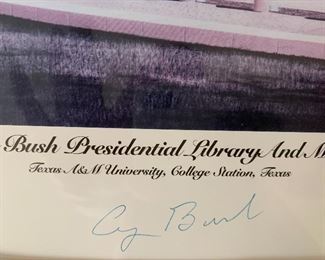 Bush Presidential Library And M
Texas A&M University, College Station, Texas
Bush